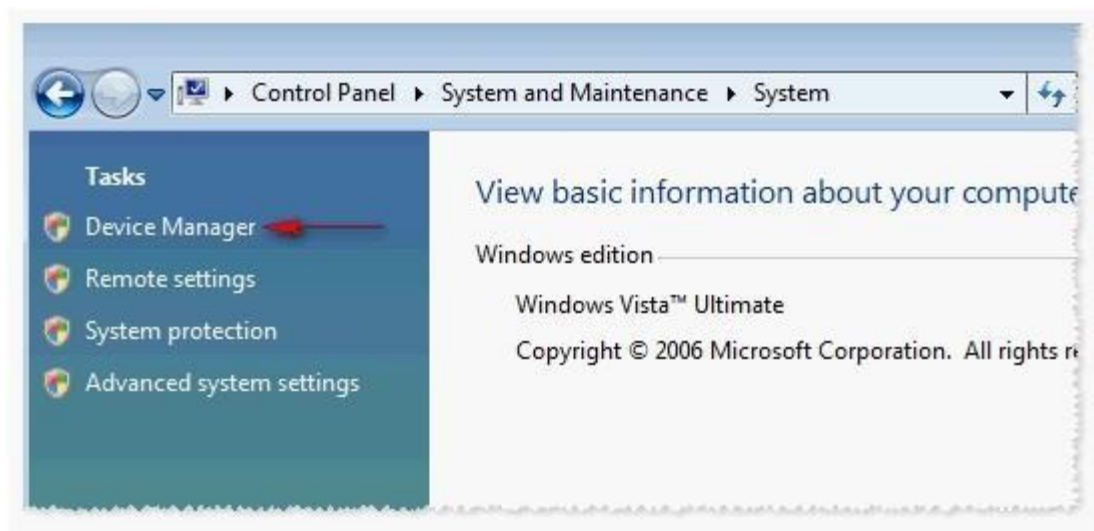 Control Panel System and Maintenance System
Tasks
Device Manager
Remote settings
System protection
Advanced system settings
View basic information about your compute
Windows edition
Windows Vista™ Ultimate
Copyright © 2006 Microsoft Corporation. All rights r